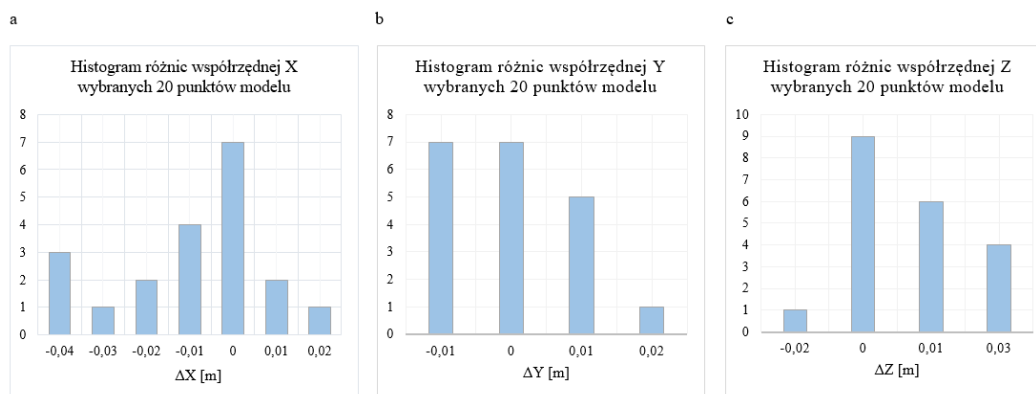 a
b
c
Histogram różnic współrzędnej X
wybranych 20 punktów modelu
8
7
6
5
4
3
2
1
0
-0,04 -0,03 -0,02 -0,01 0 0,01 0,02
ΔX [m]
Histogram różnic współrzędnej Y
wybranych 20 punktów modelu
8
7
6
5
4
3
2
1
0
-0,01 0 0,01 0,02
ΔY [m]
Histogram różnic współrzędnej Z
wybranych 20 punktów modelu
10
9
8
7
6
5
4
3
2
1
0
-0,02 0 0,01 0,03
ΔZ [m]